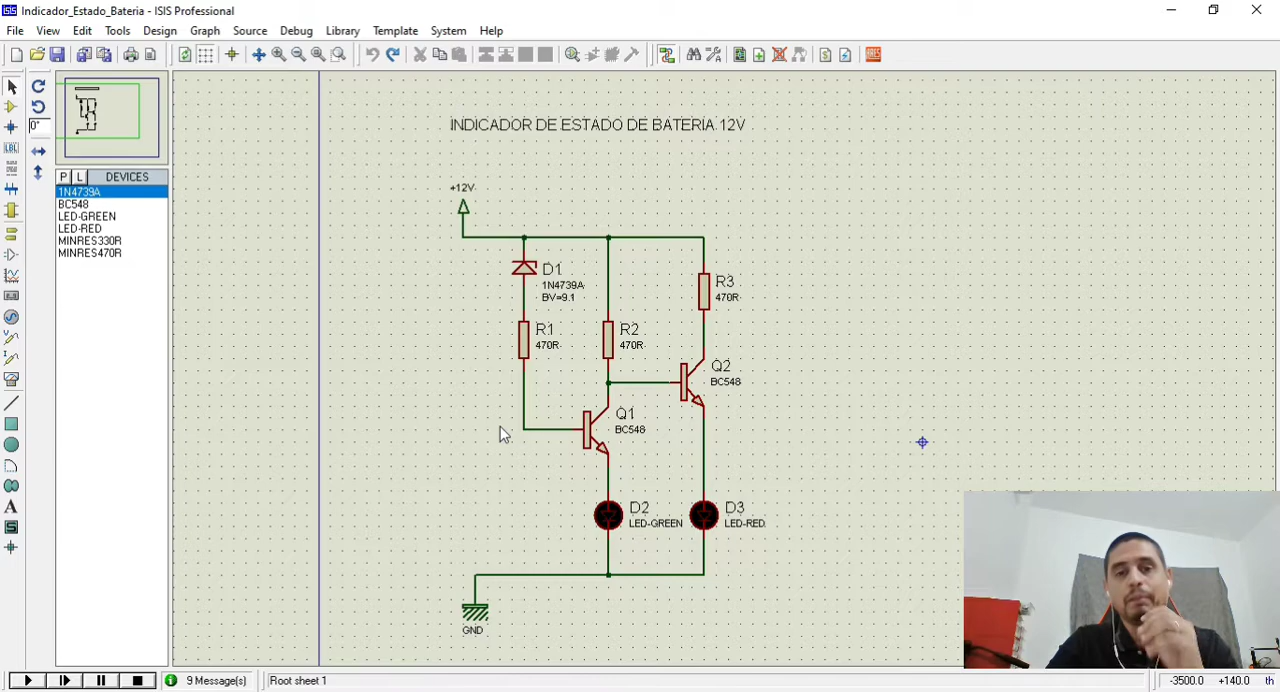 Indicador_Estado_Bateria - ISIS Professional
File View Edit Tools Design Graph Source Debug Library Template System Help
0°
P L DEVICES
1N4739A
BC548
LED-GREEN
LED-RED
MINRES330R
MINRES470R
INDICADOR DE ESTADO DE BATERIA 12V
+12V
D1
1N4739A
BV=9.1
R1
470R
R2
470R
R3
470R
Q2
BC548
Q1
BC548
D2
LED-GREEN
D3
LED-RED
GND
9 Message(s)
Root sheet 1
-3500.0 +140.0 th